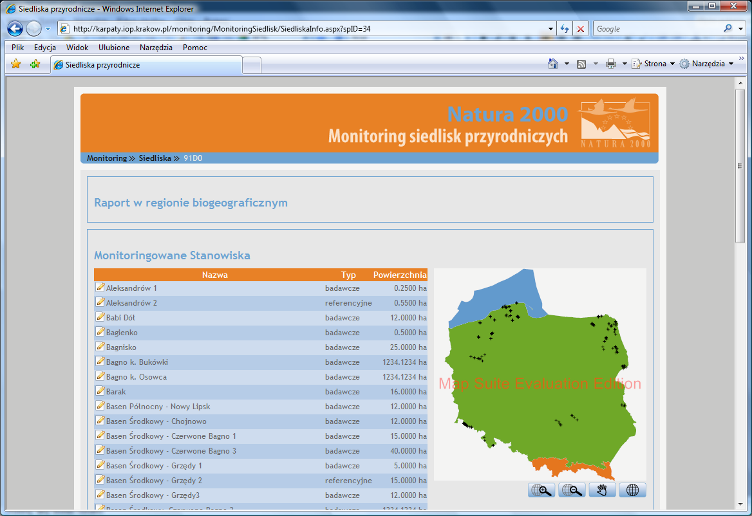 Siedliska przyrodnicze - Windows Internet Explorer
http://karpaty.iop.krakow.pl/monitoring/MonitoringSiedlisk/SiedliskaInfo.aspx?spID=34
Google
Plik Edycja Widok Ulubione Narzędzia Pomoc
Siedliska przyrodnicze
Strona Narzędzia
Natura 2000
Monitoring siedlisk przyrodniczych
NATURA 2000
Monitoring >> Siedliska >> 91D0
Raport w regionie biogeograficznym
Monitoringowane Stanowiska
Nazwa Typ Powierzchnia
Aleksandrów 1 badawcze 0.2500 ha
Aleksandrów 2 referencyjne 0.5500 ha
Babi Dół badawcze 12.0000 ha
Bagienko badawcze 0.5000 ha
Bagnisko badawcze 25.0000 ha
Bagno k. Bukówki badawcze 1234.1234 ha
Bagno k. Osowca badawcze 1234.1234 ha
Barak badawcze 16.0000 ha
Basen Północny - Nowy Lipsk badawcze 12.0000 ha
Basen Środkowy - Chojnowo badawcze 12.0000 ha
Basen Środkowy - Czerwone Bagno 1 badawcze 15.0000 ha
Basen Środkowy - Czerwone Bagno 3 badawcze 40.0000 ha
Basen Środkowy - Grzędy 1 badawcze 5.0000 ha
Basen Środkowy - Grzędy 2 referencyjne 15.0000 ha
Basen Środkowy - Grzędy3 badawcze 12.0000 ha
Map Suite Evaluation Edition